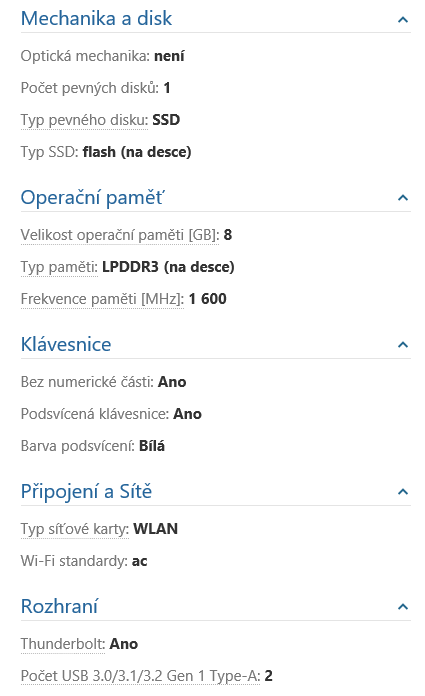 Mechanika a disk
Optická mechanika: není
Počet pevných disků: 1
Typ pevného disku: SSD
Typ SSD: flash (na desce)
Operační paměť
Velikost operační paměti [GB]: 8
Typ paměti: LPDDR3 (na desce)
Frekvence paměti [MHz]: 1 600
Klávesnice
Bez numerické části: Ano
Podsvícená klávesnice: Ano
Barva podsvícení: Bílá
Připojení a Sítě
Typ síťové karty: WLAN
Wi-Fi standardy: ac
Rozhraní
Thunderbolt: Ano
Počet USB 3.0/3.1/3.2 Gen 1 Type-A: 2